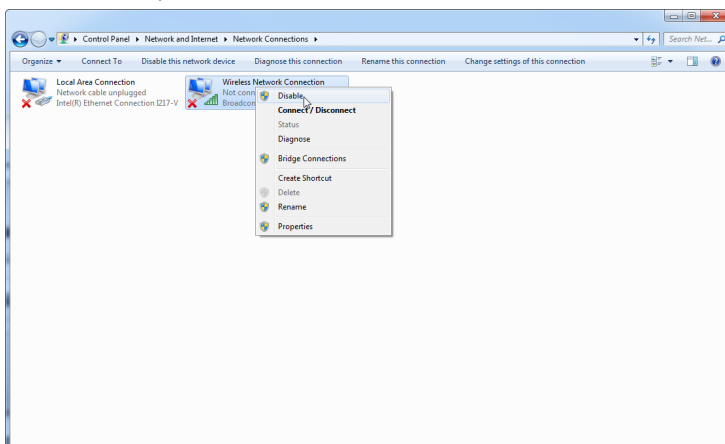 Control Panel ▸ Network and Internet ▸ Network Connections ▸
Search Net...
Organize
Connect To
Disable this network device
Diagnose this connection
Rename this connection
Change settings of this connection
Local Area Connection
Network cable unplugged
Intel(R) Ethernet Connection I217-V
Wireless Network Connection
Not conn
Broadcon
Disable
Connect / Disconnect
Status
Diagnose
Bridge Connections
Create Shortcut
Delete
Rename
Properties